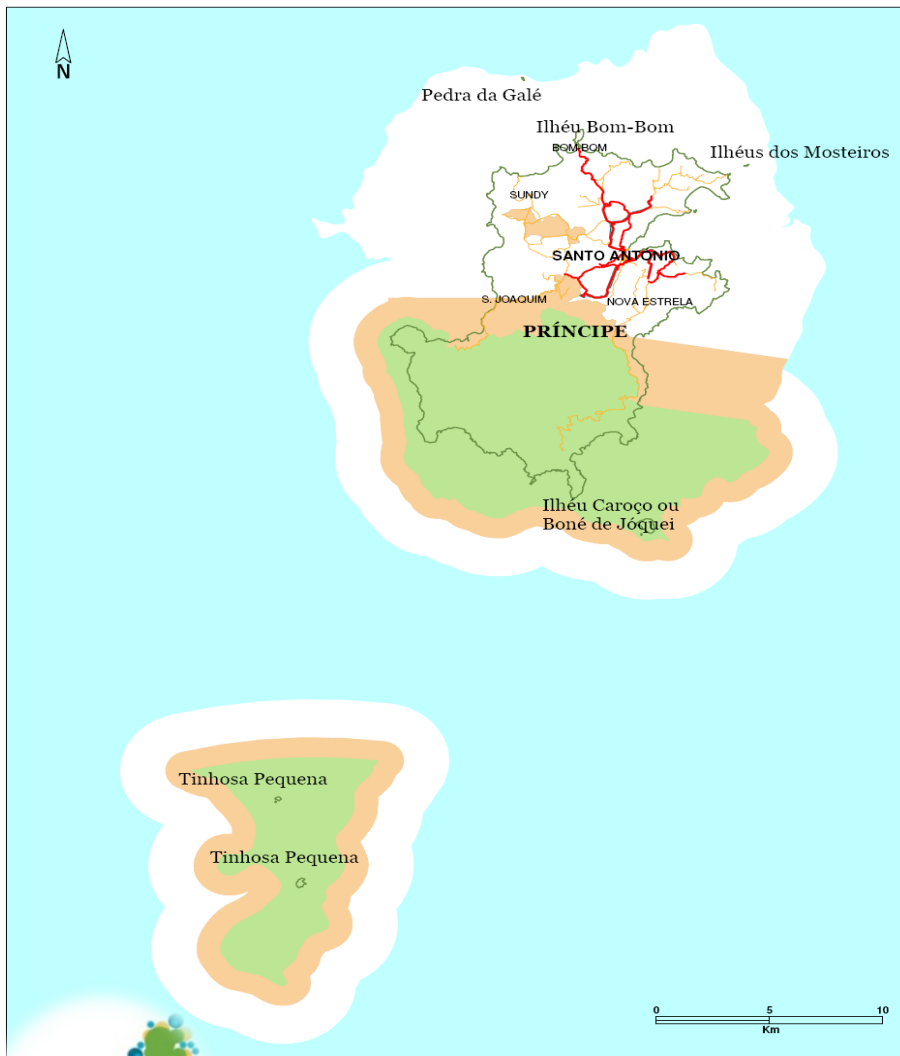 N
Pedra da Galé
Ilhéu Bom-Bom
BOM-BOM
Ilhéus dos Mosteiros
SUNDY
SANTO ANTONIO
S. JOAQUIM
NOVA ESTRELA
PRÍNCIPE
Ilhéu Caroço ou
Boné de Jóquei
Tinhosa Pequena
Tinhosa Pequena
0 5 10
Km